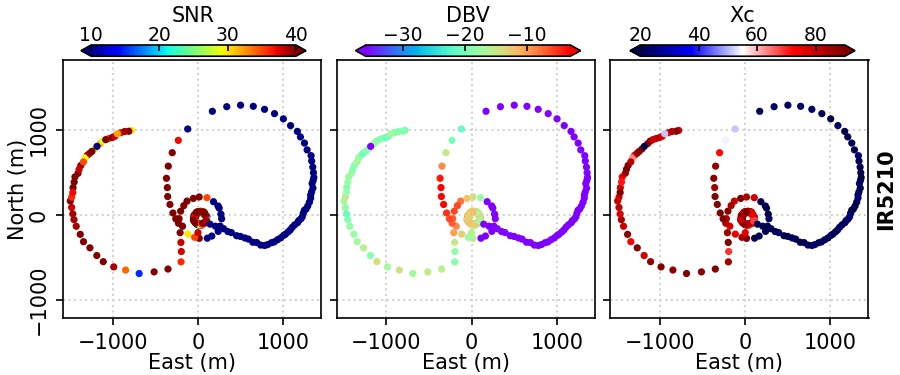 SNR DBV Xc
10 20 30 40 −30 −20 −10 20 40 60 80
North (m)
1000
0
−1000
−1000 0 1000 −1000 0 1000 −1000 0 1000
East (m) East (m) East (m)
IR5210